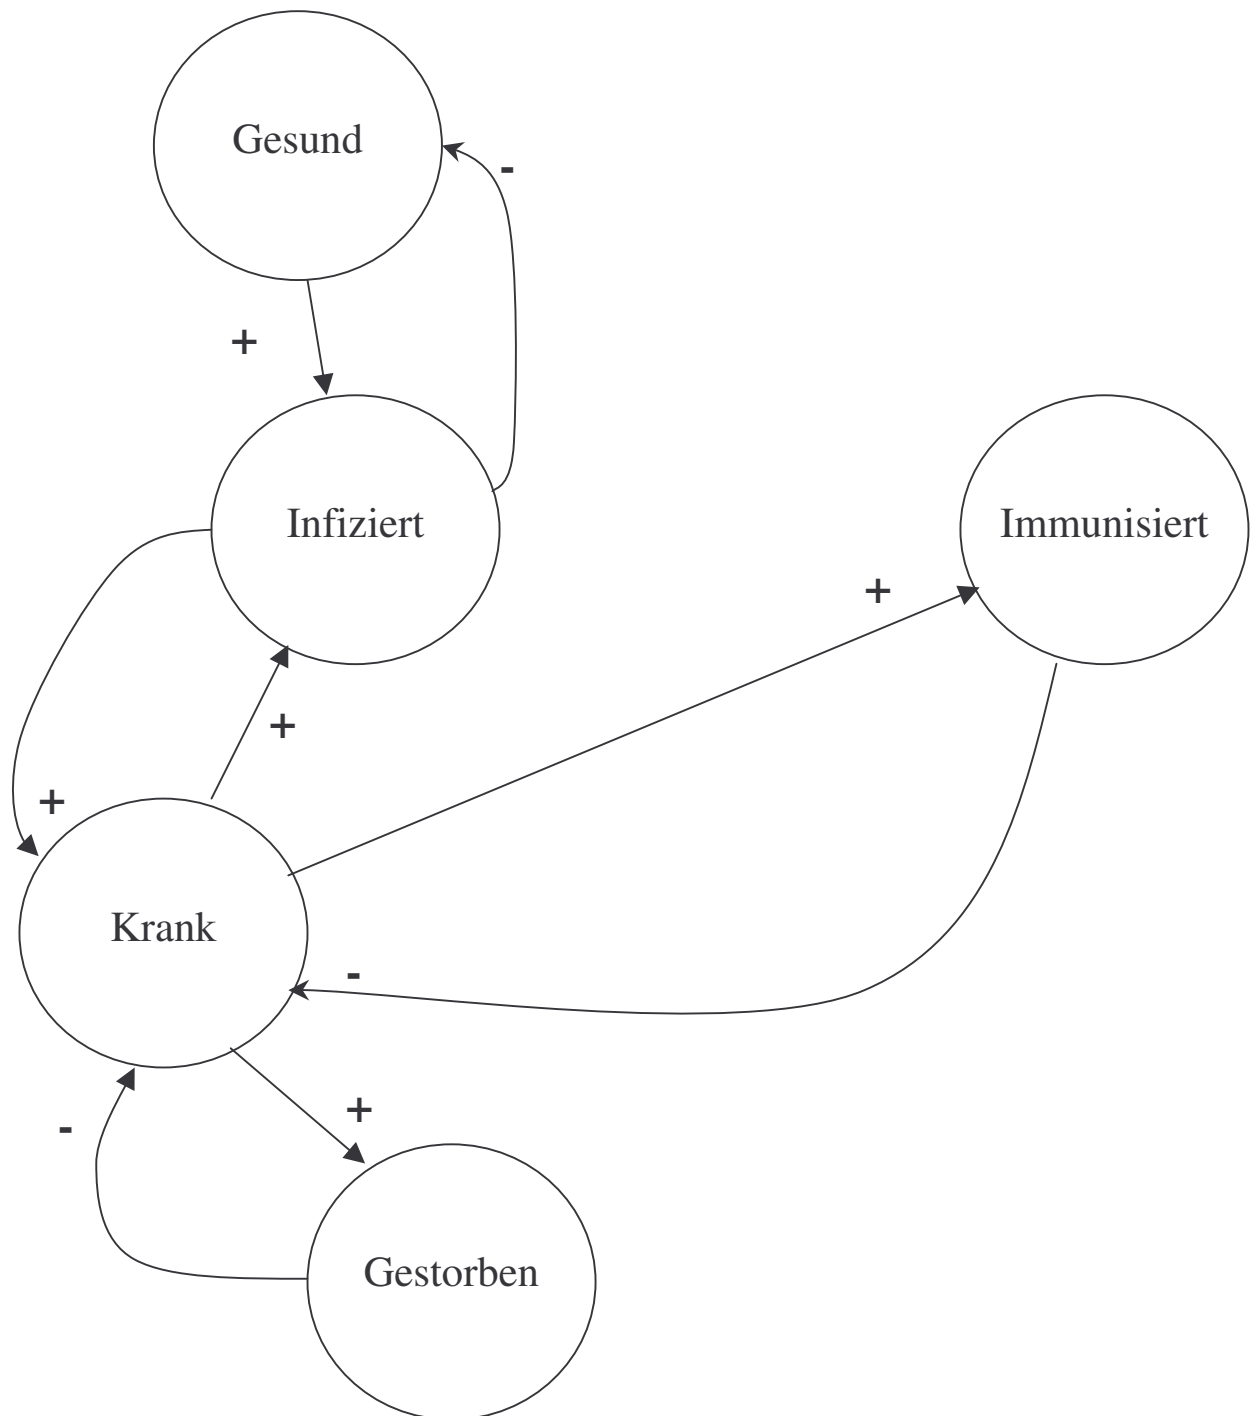 Gesund
-
+
Infiziert
Immunisiert
+
+
+
Krank
-
+
-
Gestorben